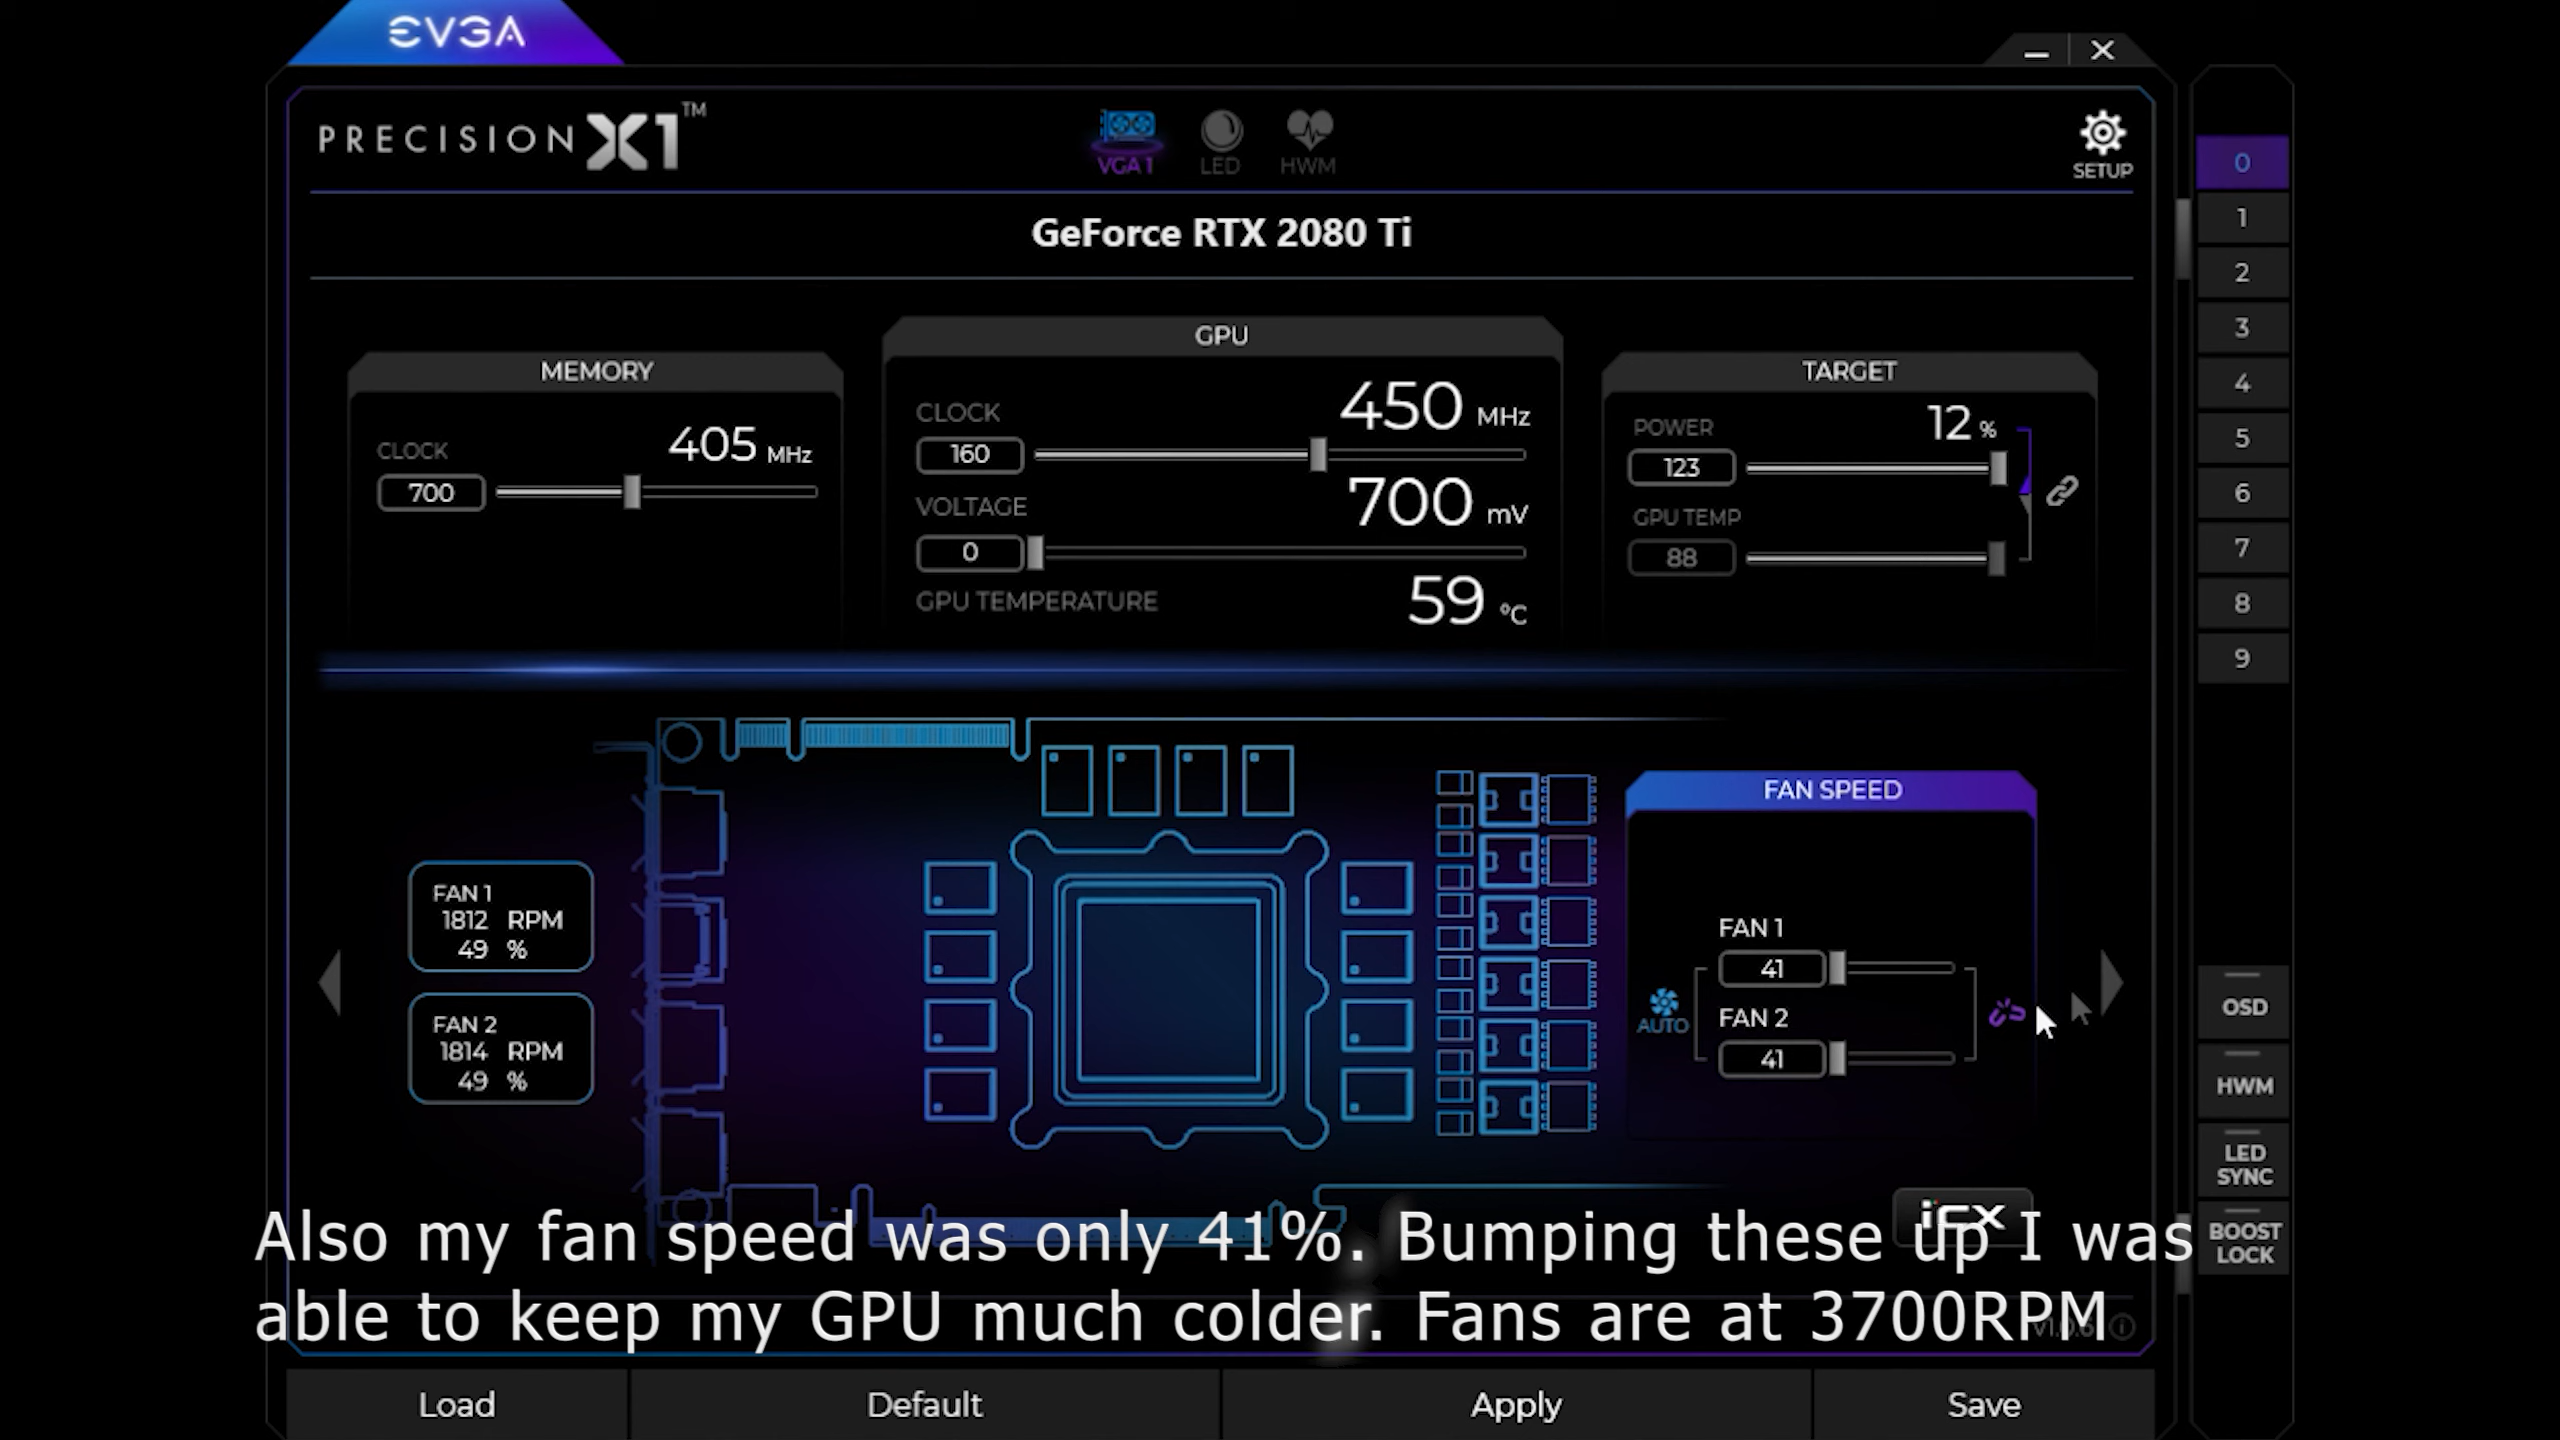 EVGA
PRECISION X1™
VGA 1
LED
HWM
SETUP
GeForce RTX 2080 Ti
MEMORY
CLOCK
405 MHz
700
GPU
CLOCK
450 MHz
160
VOLTAGE
700 mV
0
GPU TEMPERATURE
59 °C
TARGET
POWER
12 %
123
GPU TEMP
88
0
1
2
3
4
5
6
7
8
9
FAN 1
1812 RPM
49 %
FAN 2
1814 RPM
49 %
FAN SPEED
FAN 1
41
AUTO
FAN 2
41
OSD
HWM
LED
SYNC
BOOST
LOCK
iCX
Also my fan speed was only 41%. Bumping these up I was
able to keep my GPU much colder. Fans are at 3700RPM
Load
Default
Apply
Save